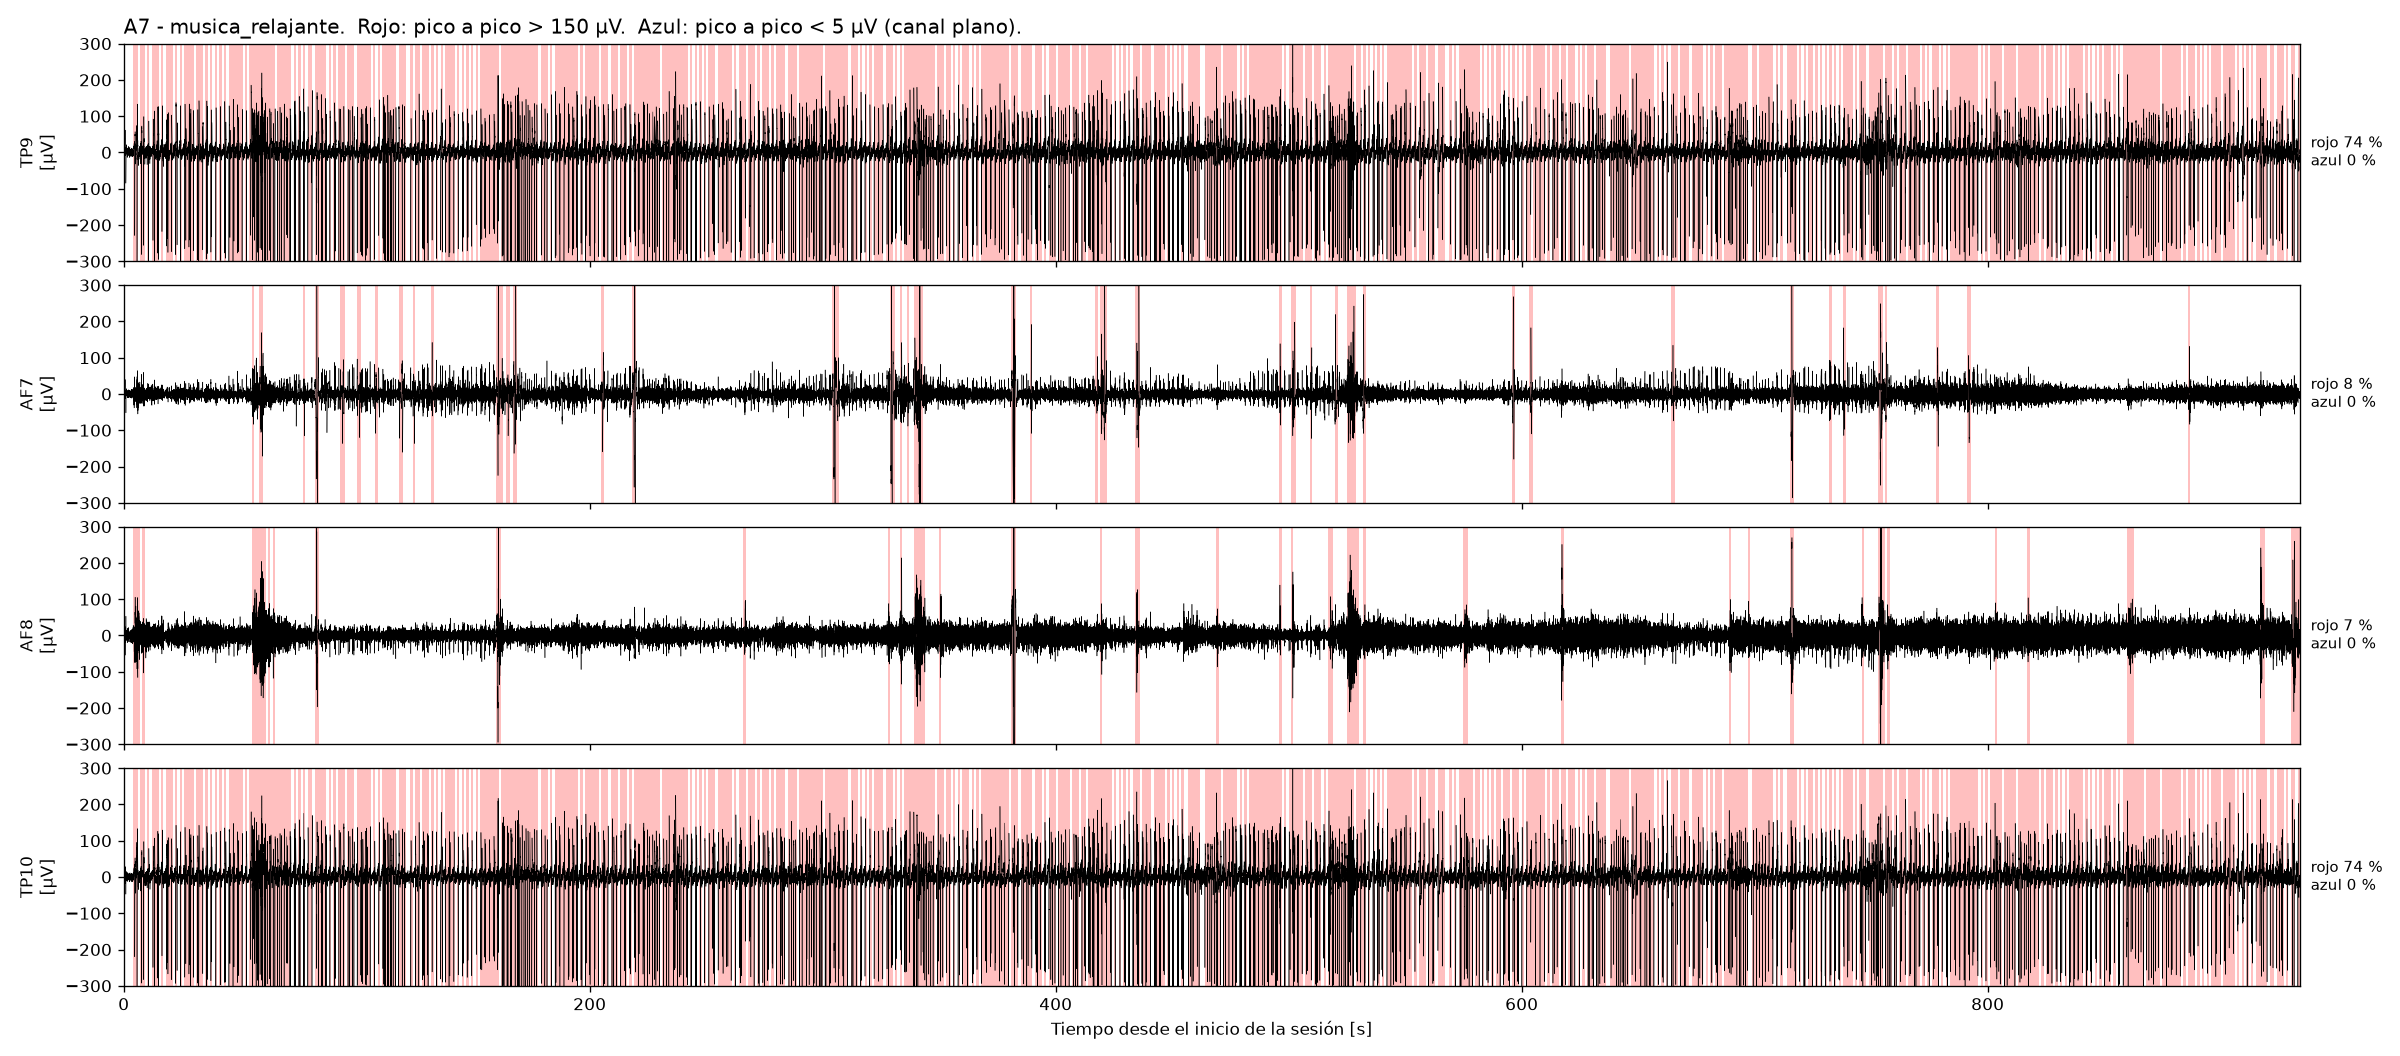 A7 - musica_relajante.  Rojo: pico a pico > 150 µV.  Azul: pico a pico < 5 µV (canal plano).
300
200
100
0
−100
−200
−300
TP9
[µV]
rojo 74 %
azul 0 %
300
200
100
0
−100
−200
−300
AF7
[µV]
rojo 8 %
azul 0 %
300
200
100
0
−100
−200
−300
AF8
[µV]
rojo 7 %
azul 0 %
300
200
100
0
−100
−200
−300
TP10
[µV]
rojo 74 %
azul 0 %
0 200 400 600 800
Tiempo desde el inicio de la sesión [s]